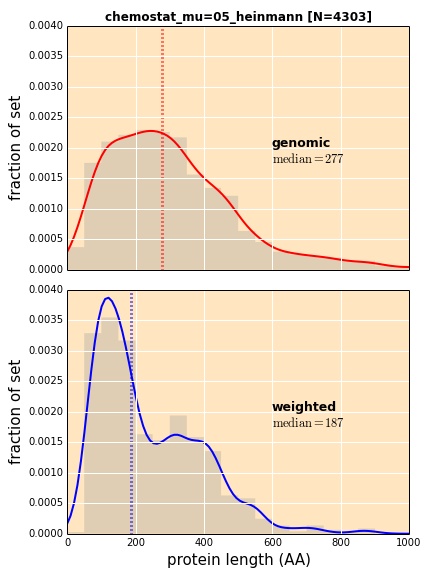 chemostat_mu=05_heinmann [N=4303]
0.0040
0.0035
0.0030
0.0025
0.0020
0.0015
0.0010
0.0005
0.0000
fraction of set
genomic
median = 277
0.0040
0.0035
0.0030
0.0025
0.0020
0.0015
0.0010
0.0005
0.0000
fraction of set
weighted
median = 187
0 200 400 600 800 1000
protein length (AA)